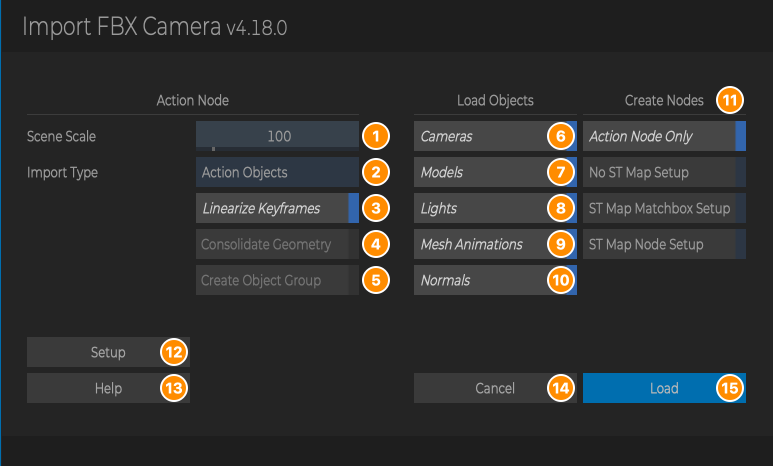 Import FBX Camera v4.18.0
Action Node Load Objects Create Nodes 11
Scene Scale 100 1 Cameras 6 Action Node Only
Import Type Action Objects 2 Models 7 No ST Map Setup
Linearize Keyframes 3 Lights 8 ST Map Matchbox Setup
Consolidate Geometry 4 Mesh Animations 9 ST Map Node Setup
Create Object Group 5 Normals 10
Setup 12
Help 13 Cancel 14 Load 15